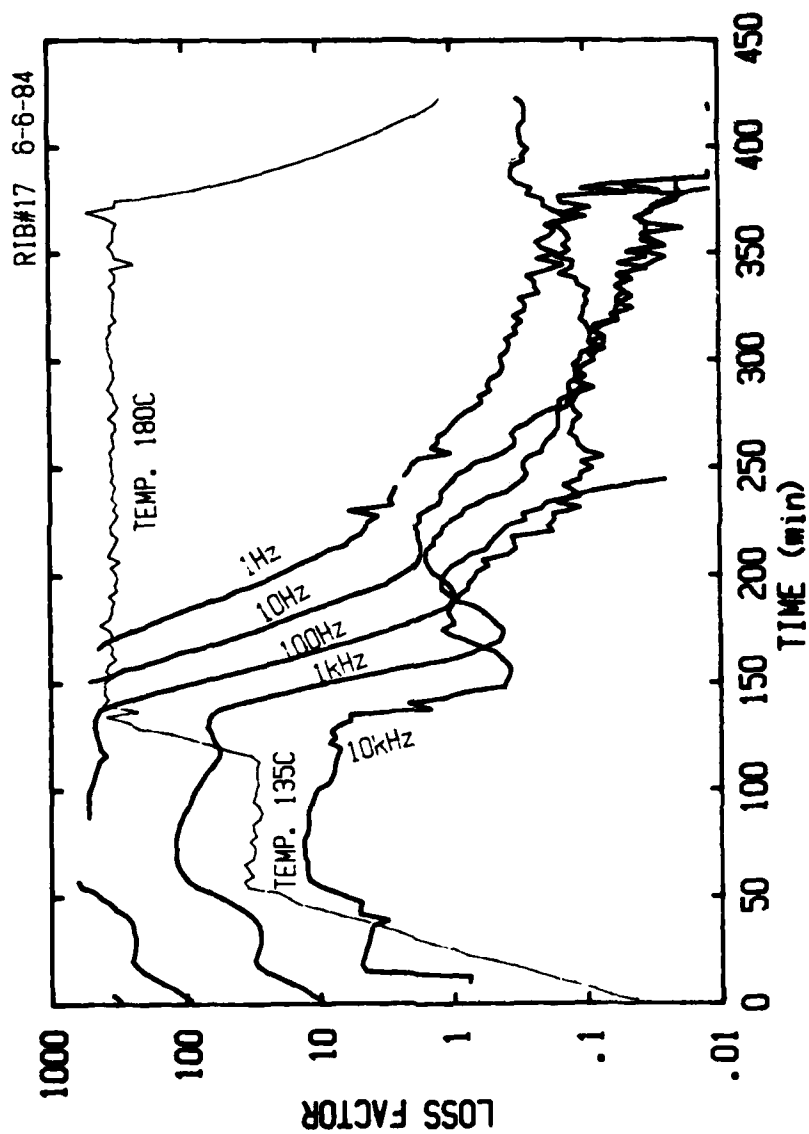 RIB#17 6-6-84
LOSS FACTOR
1000
100
10
1
.1
.01
TEMP. 180C
TEMP. 135C
1Hz
10Hz
100Hz
1kHz
10kHz
0 50 100 150 200 250 300 350 400 450
TIME (min)